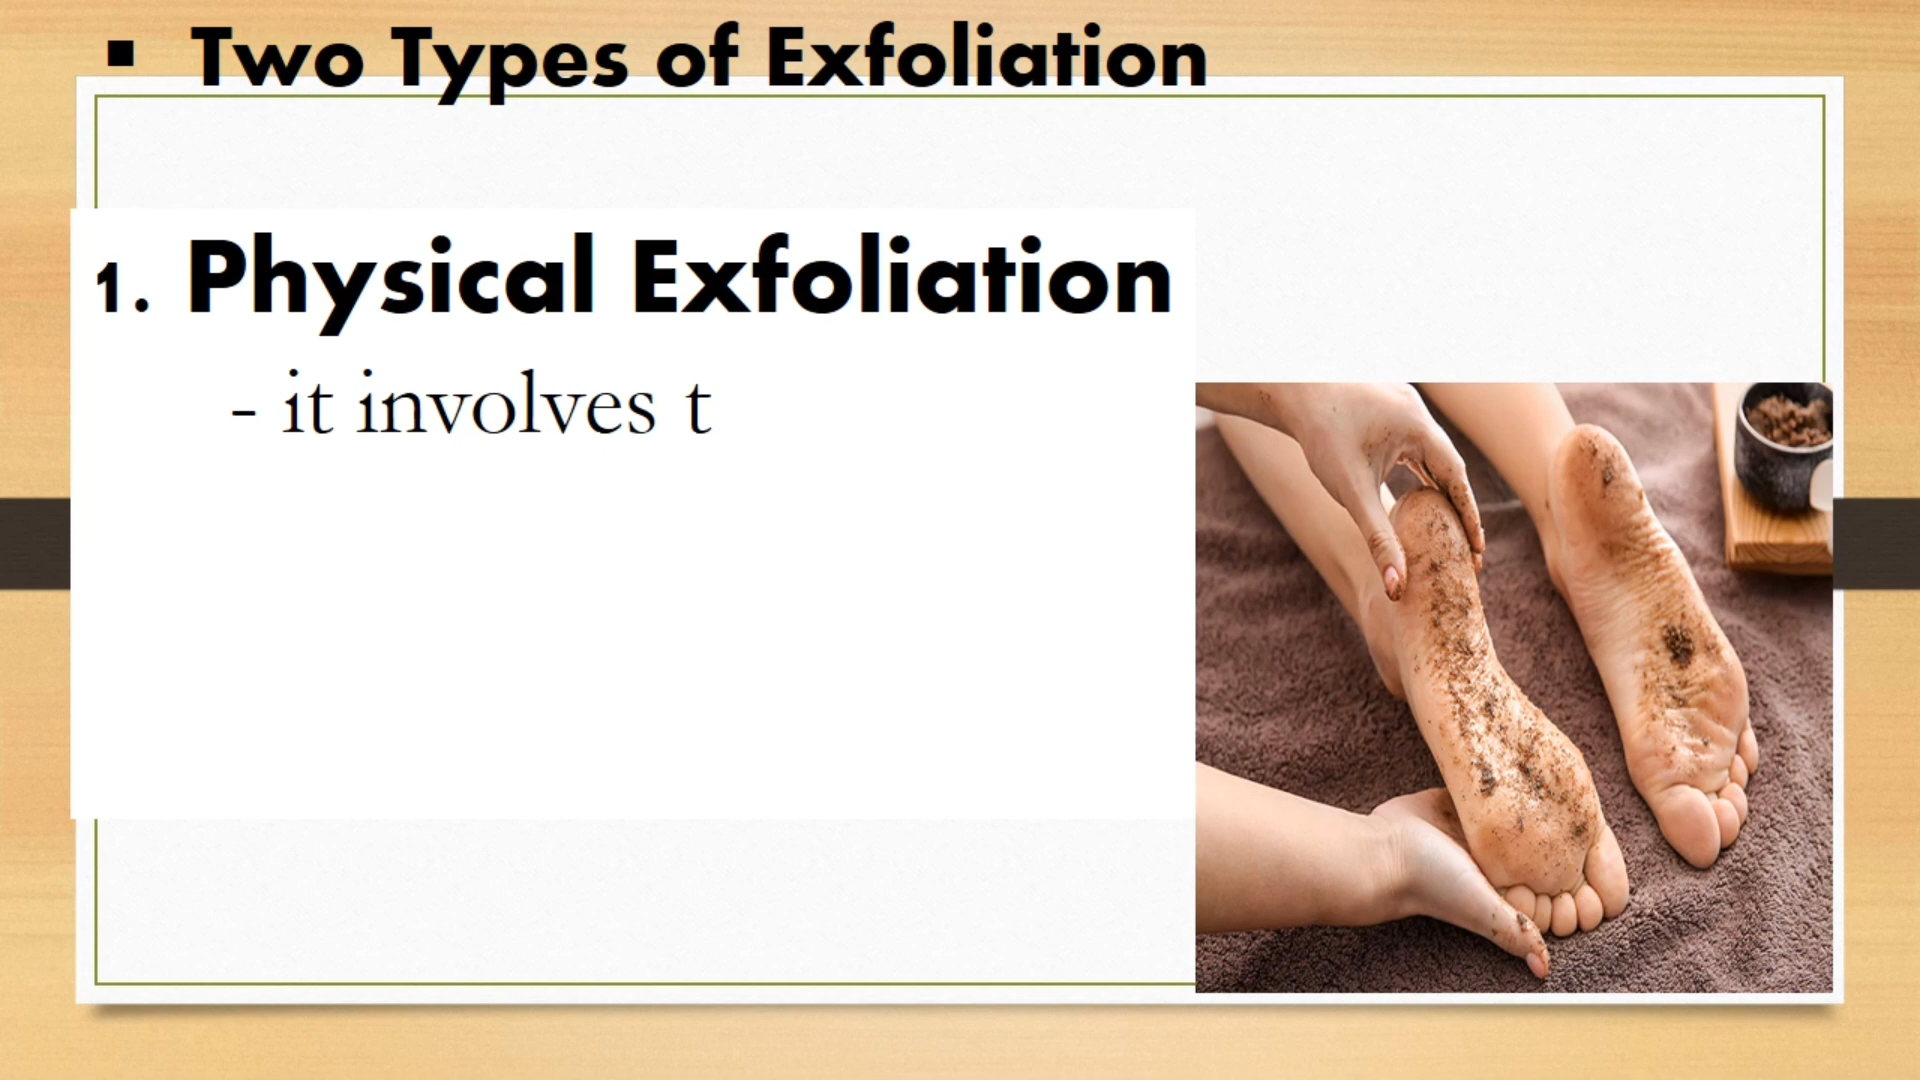 ▪ Two Types of Exfoliation
1. Physical Exfoliation
- it involves t